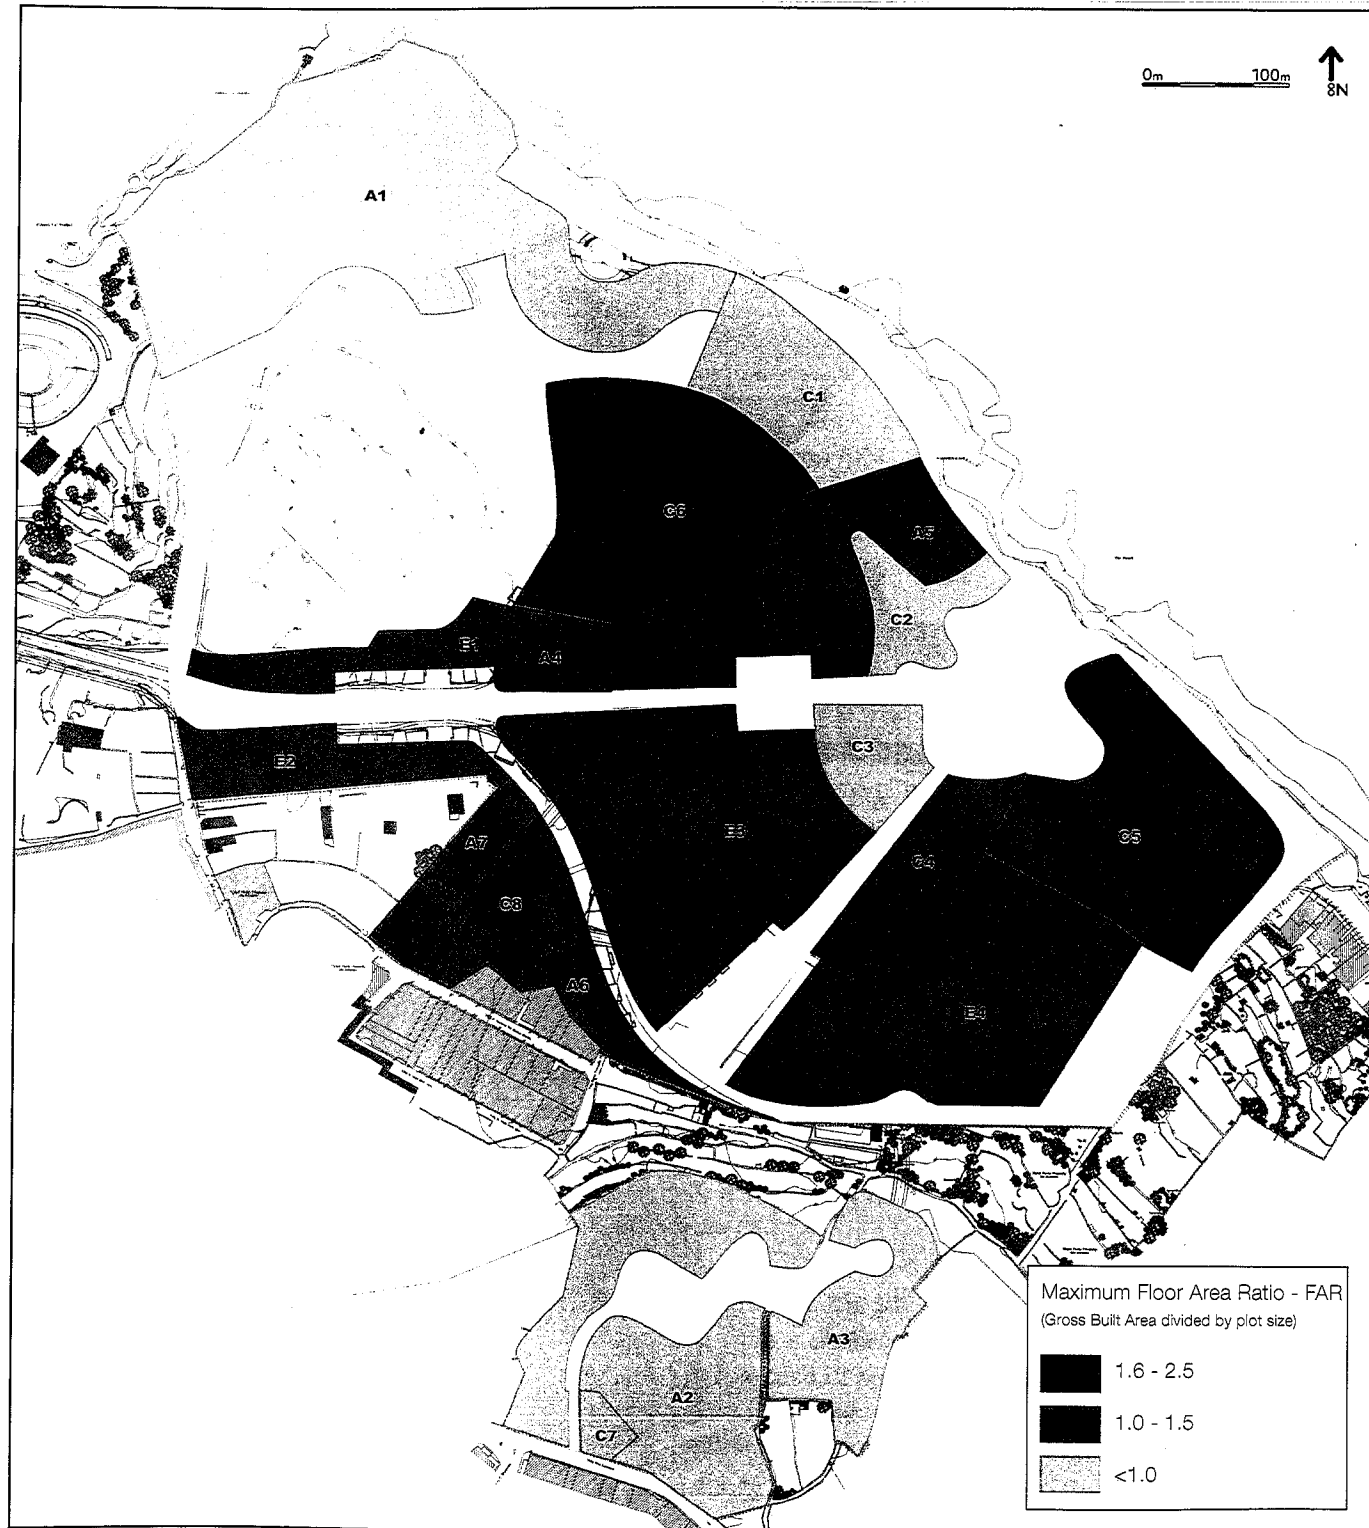 0m 100m
8N
A1
C1
C6
A5
C2
E1
A4
C3
E2
E3
C5
A7
C4
C8
A6
E4
A3
A2
C7
Maximum Floor Area Ratio - FAR
(Gross Built Area divided by plot size)
1.6 - 2.5
1.0 - 1.5
<1.0